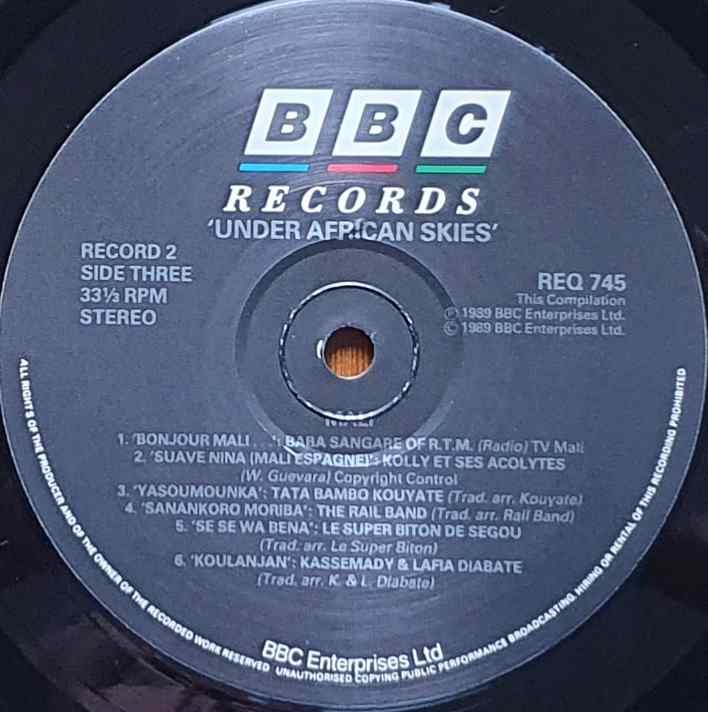 BBC
RECORDS
'UNDER AFRICAN SKIES'
RECORD 2
SIDE THREE
33⅓ RPM
STEREO
REQ 745
This Compilation
Ⓟ 1989 BBC Enterprises Ltd.
© 1989 BBC Enterprises Ltd.
MALI
1. 'BONJOUR MALI . . .': BABA SANGARE OF R.T.M. (Radio) TV Mali
2. 'SUAVE NINA (MALI ESPAGNE)': KOLLY ET SES ACOLYTES
(W. Guevara) Copyright Control
3. 'YASOUMOUNKA': TATA BAMBO KOUYATE (Trad. arr. Kouyate)
4. 'SANANKORO MORIBA': THE RAIL BAND (Trad. arr. Rail Band)
5. 'SE SE WA BENA': LE SUPER BITON DE SEGOU
(Trad. arr. Le Super Biton)
6. 'KOULANJAN': KASSEMADY & LAFIA DIABATE
(Trad. arr. K. & L. Diabate)
BBC Enterprises Ltd
ALL RIGHTS OF THE PRODUCER AND OF THE OWNER OF THE RECORDED WORK RESERVED UNAUTHORISED COPYING PUBLIC PERFORMANCE BROADCASTING HIRING OR RENTAL OF THIS RECORDING PROHIBITED